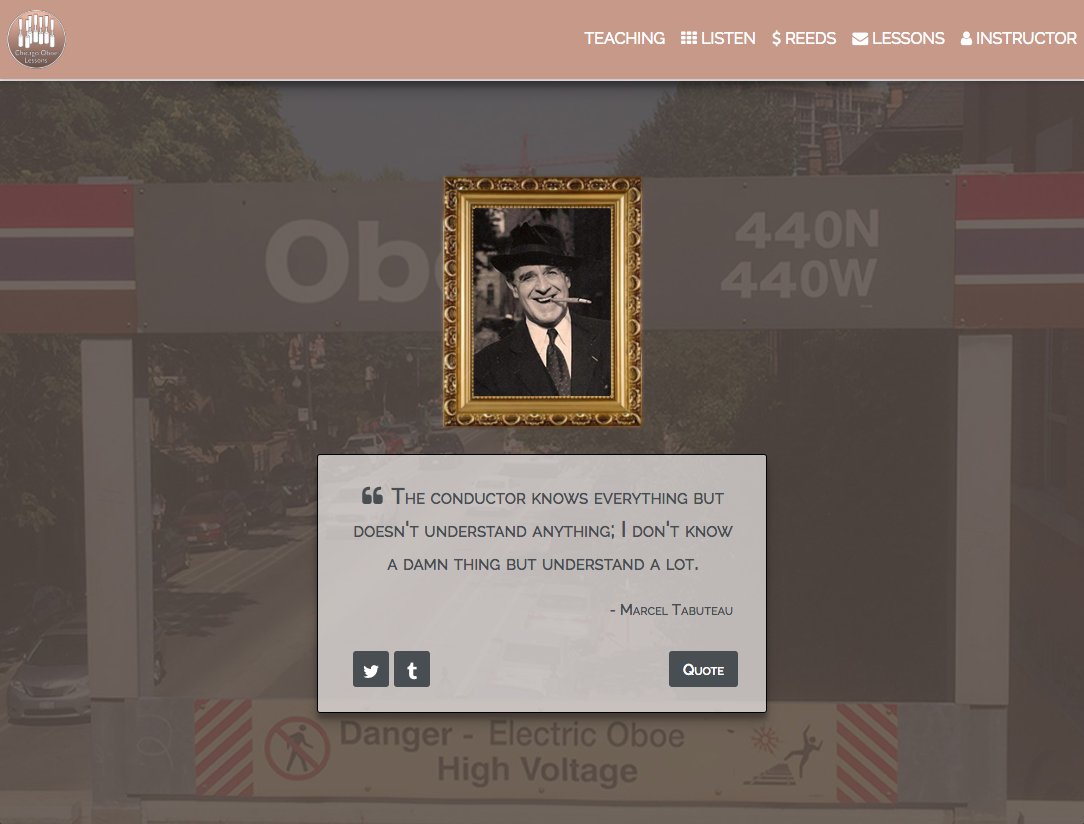 Chicago Oboe
Lessons
TEACHING LISTEN $ REEDS LESSONS INSTRUCTOR
440N
440W
“ The conductor knows everything but
doesn't understand anything; I don't know
a damn thing but understand a lot.
- Marcel Tabuteau
t Quote
Danger - Electric Oboe
High Voltage